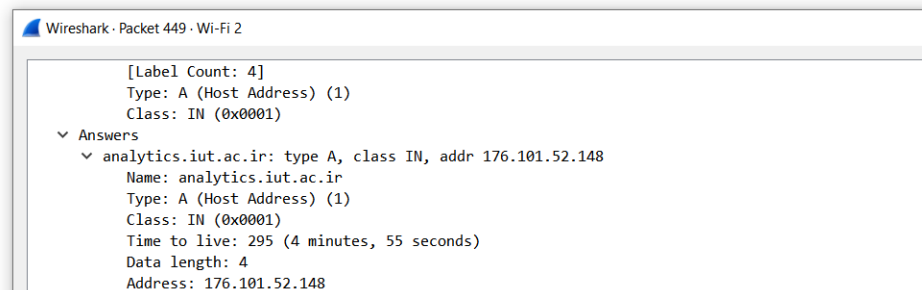 Wireshark · Packet 449 · Wi-Fi 2
[Label Count: 4]
Type: A (Host Address) (1)
Class: IN (0x0001)
Answers
analytics.iut.ac.ir: type A, class IN, addr 176.101.52.148
Name: analytics.iut.ac.ir
Type: A (Host Address) (1)
Class: IN (0x0001)
Time to live: 295 (4 minutes, 55 seconds)
Data length: 4
Address: 176.101.52.148